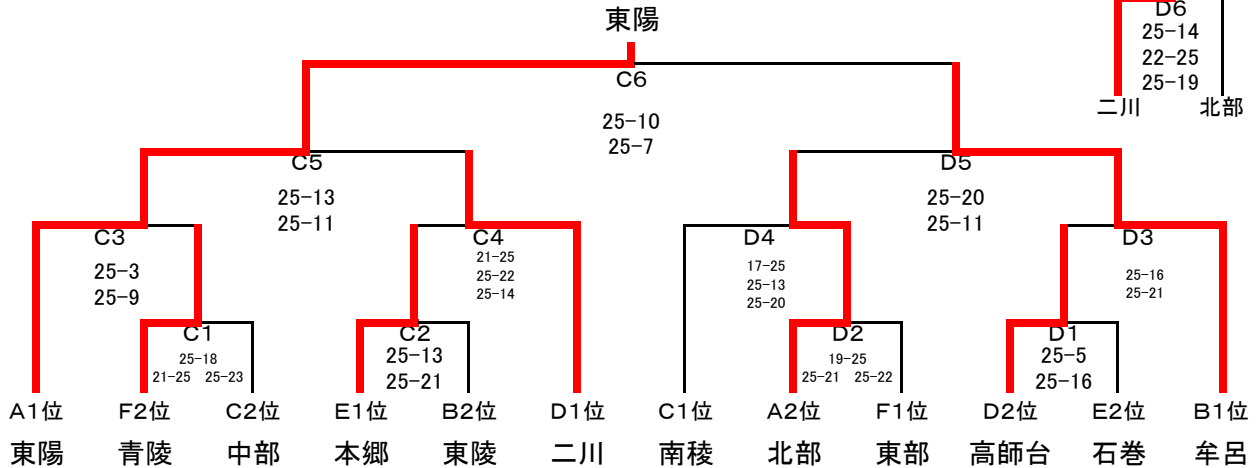 東陽
D6
25-14
22-25
25-19
二川 北部
C6
25-10
25-7
C5
25-13
25-11
D5
25-20
25-11
C3
25-3
25-9
C4
21-25
25-22
25-14
D4
17-25
25-13
25-20
D3
25-16
25-21
C1
25-18
21-25 25-23
C2
25-13
25-21
D2
19-25
25-21 25-22
D1
25-5
25-16
A1位 F2位 C2位 E1位 B2位 D1位 C1位 A2位 F1位 D2位 E2位 B1位
東陽 青陵 中部 本郷 東陵 二川 南稜 北部 東部 高師台 石巻 牟呂